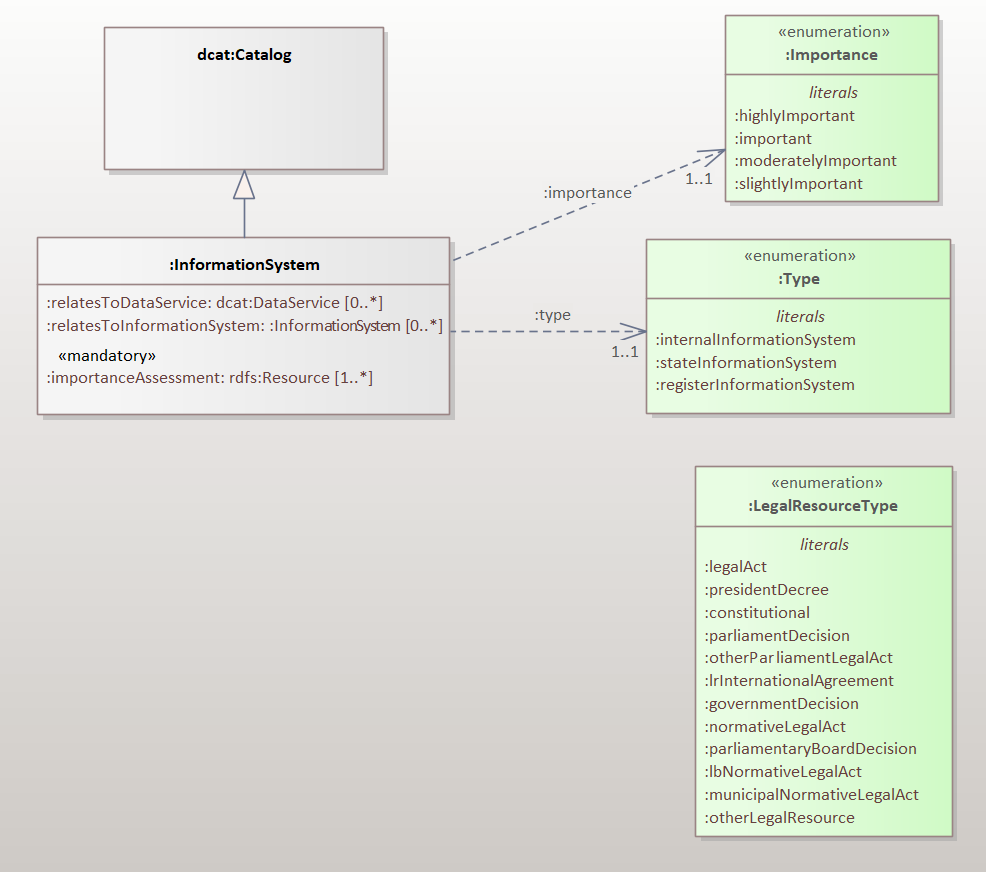 dcat:Catalog
«enumeration»
:Importance
literals
:highlyImportant
:important
:moderatelyImportant
:slightlyImportant
:importance
1..1
:InformationSystem
:relatesToDataService: dcat:DataService [0..*]
:relatesToInformationSystem: :InformationSystem [0..*]
«mandatory»
:importanceAssessment: rdfs:Resource [1..*]
:type
1..1
«enumeration»
:Type
literals
:internalInformationSystem
:stateInformationSystem
:registerInformationSystem
«enumeration»
:LegalResourceType
literals
:legalAct
:presidentDecree
:constitutional
:parliamentDecision
:otherParliamentLegalAct
:lrInternationalAgreement
:governmentDecision
:normativeLegalAct
:parliamentaryBoardDecision
:lbNormativeLegalAct
:municipalNormativeLegalAct
:otherLegalResource